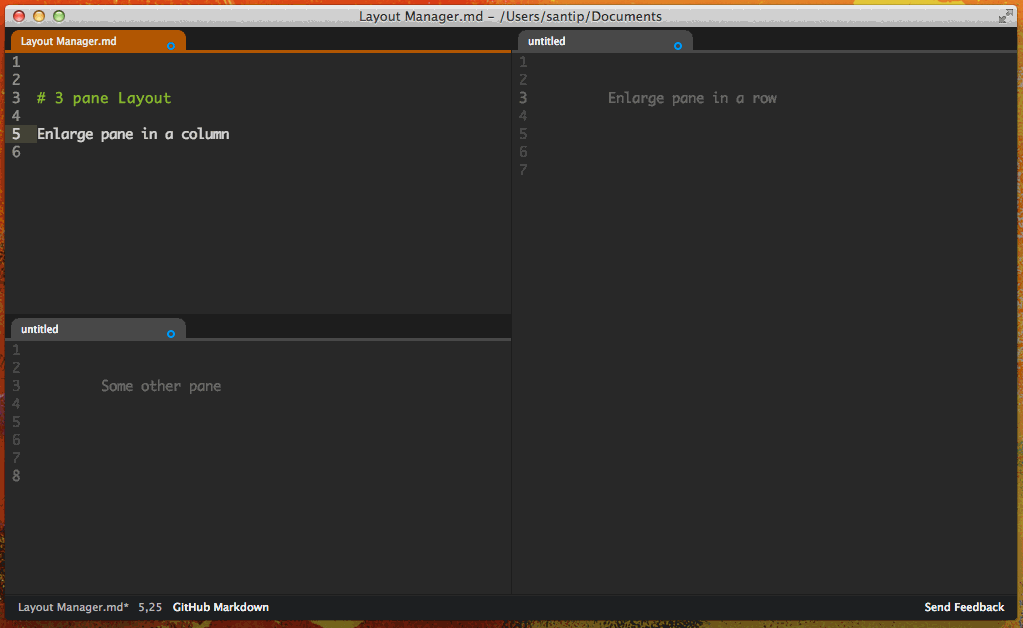 Layout Manager.md – /Users/santip/Documents
Layout Manager.md
1
2
3 # 3 pane Layout
4
5 Enlarge pane in a column
6
untitled
1
2
3 Some other pane
4
5
6
7
8
untitled
1
2
3 Enlarge pane in a row
4
5
6
7
Layout Manager.md* 5,25 GitHub Markdown
Send Feedback